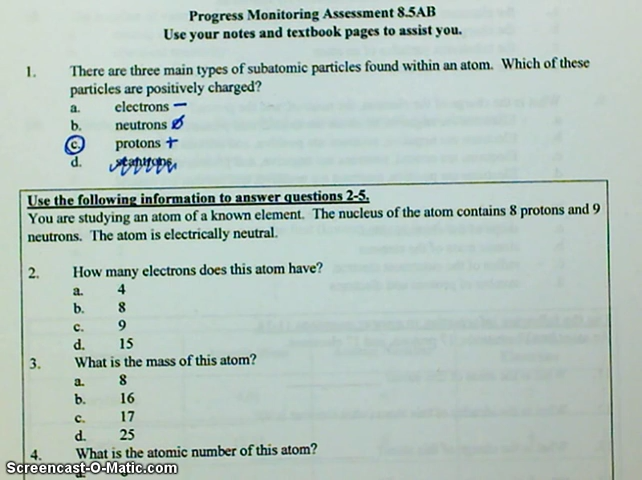 Progress Monitoring Assessment 8.5AB
Use your notes and textbook pages to assist you.
1. There are three main types of subatomic particles found within an atom. Which of these
particles are positively charged?
a. electrons –
b. neutrons Ø
c. protons +
d.
Use the following information to answer questions 2-5.
You are studying an atom of a known element. The nucleus of the atom contains 8 protons and 9
neutrons. The atom is electrically neutral.
2. How many electrons does this atom have?
a. 4
b. 8
c. 9
d. 15
3. What is the mass of this atom?
a. 8
b. 16
c. 17
d. 25
4. What is the atomic number of this atom?
Screencast-O-Matic.com